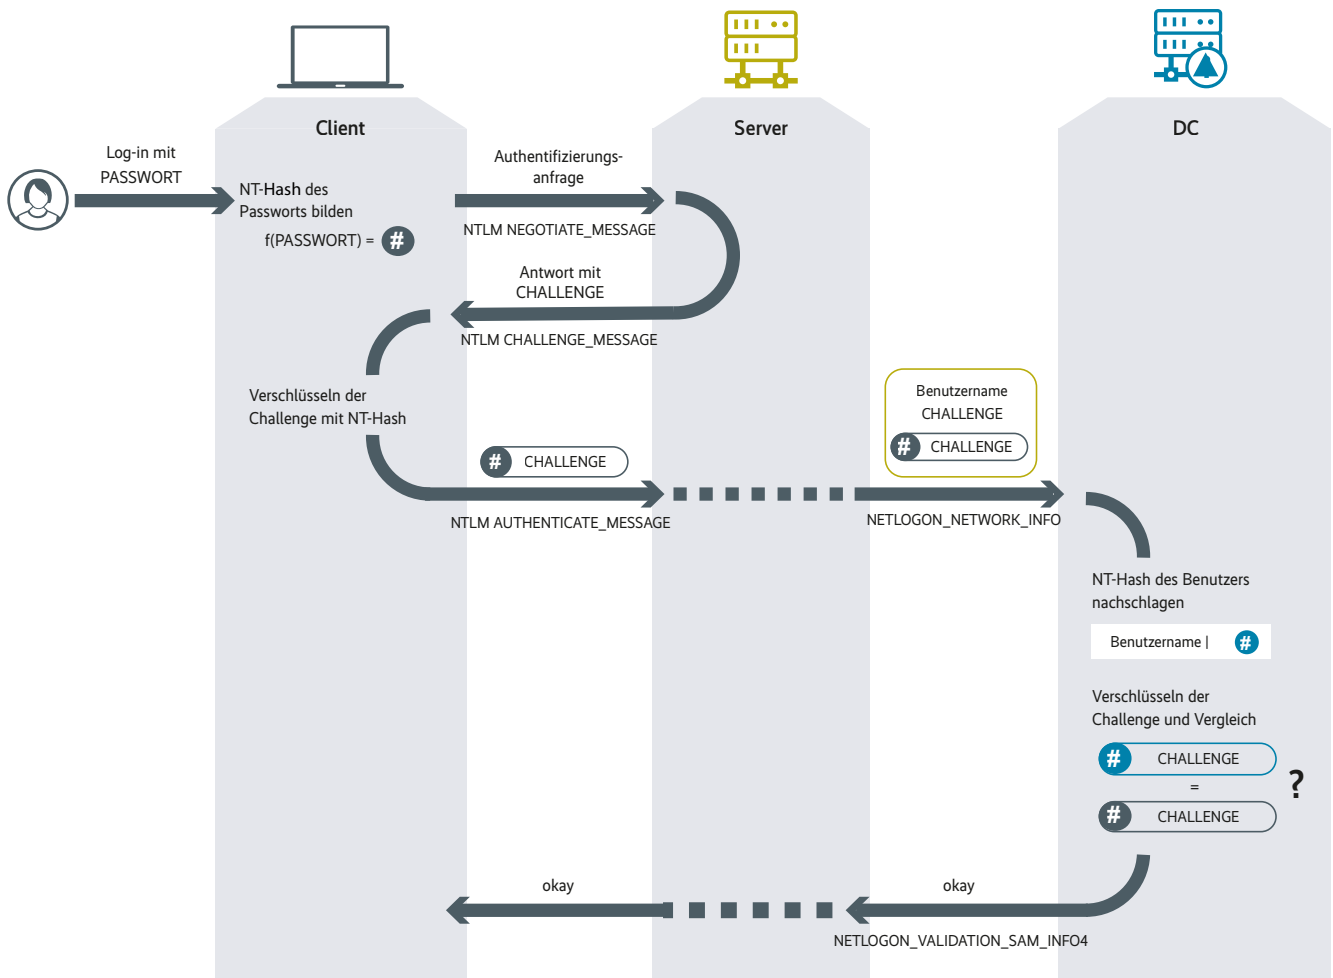 Client
Server
DC
Log-in mit
PASSWORT
NT-Hash des
Passworts bilden
f(PASSWORT) = #
Authentifizierungs-
anfrage
NTLM NEGOTIATE_MESSAGE
Antwort mit
CHALLENGE
NTLM CHALLENGE_MESSAGE
Verschlüsseln der
Challenge mit NT-Hash
# CHALLENGE
NTLM AUTHENTICATE_MESSAGE
Benutzername
CHALLENGE
# CHALLENGE
NETLOGON_NETWORK_INFO
NT-Hash des Benutzers
nachschlagen
Benutzername | #
Verschlüsseln der
Challenge und Vergleich
# CHALLENGE
=
?
# CHALLENGE
okay
NETLOGON_VALIDATION_SAM_INFO4
okay